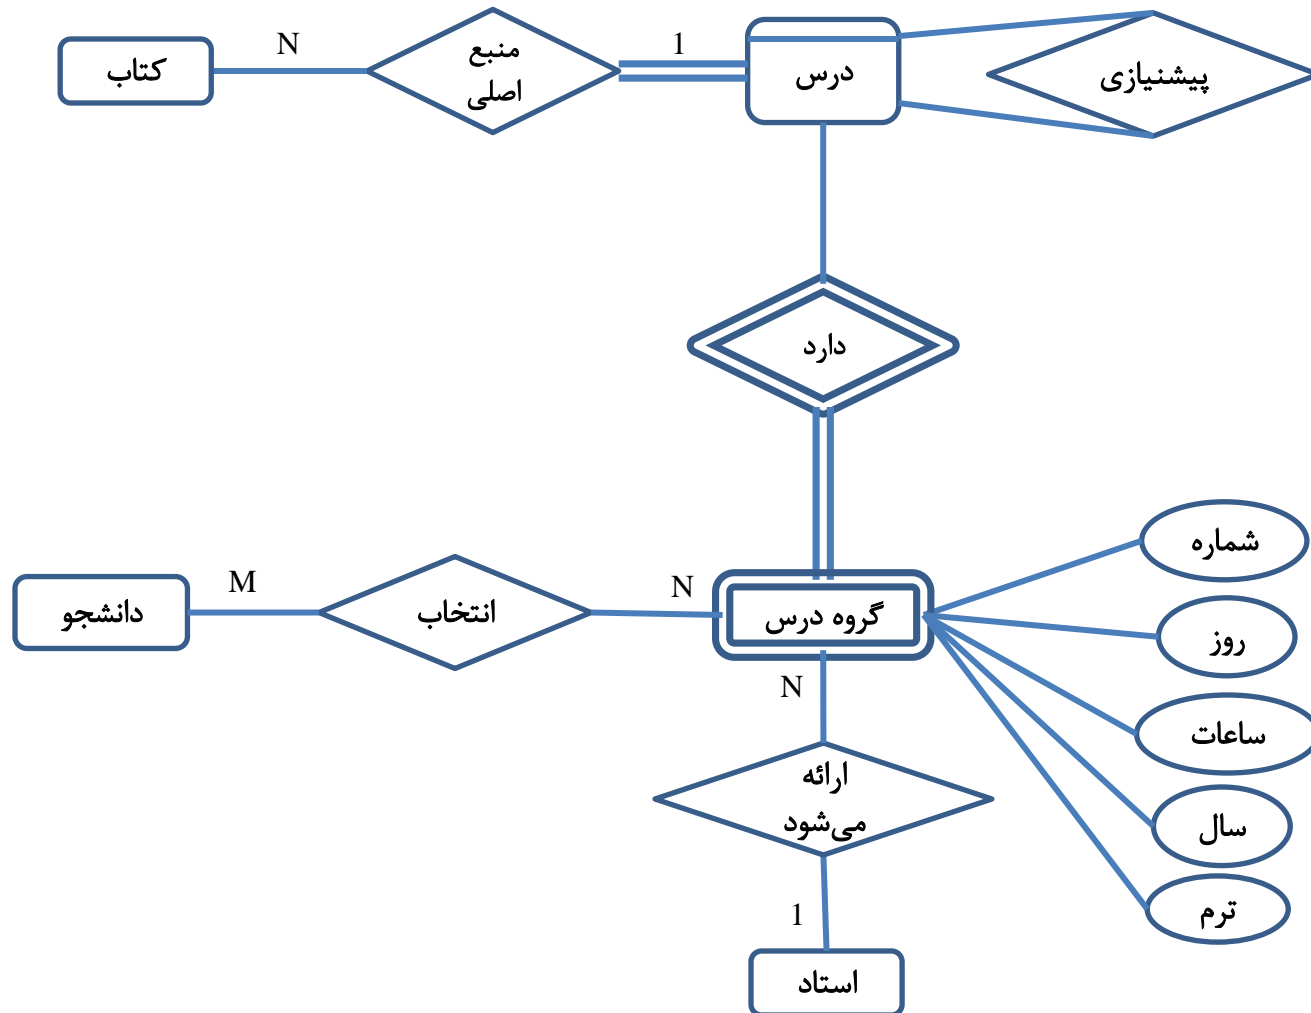 کتاب
N
منبع
اصلی
1
درس
پیشنیازی
دارد
دانشجو
M
انتخاب
N
گروه درس
شماره
روز
ساعات
سال
ترم
N
ارائه
می‌شود
1
استاد